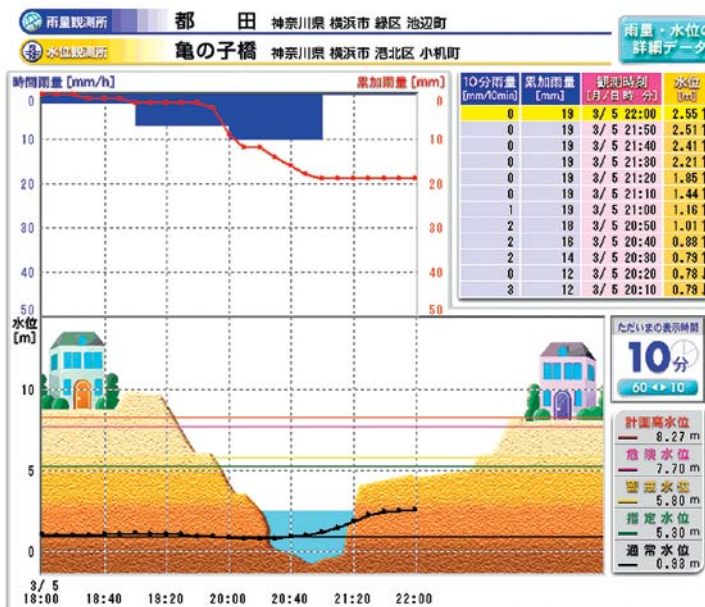 雨量観測所 都 田 神奈川県 横浜市 緑区 池辺町
水位観測所 亀の子橋 神奈川県 横浜市 港北区 小机町
雨量・水位の
詳細データ
時間雨量 [mm/h] 累加雨量 [mm]
0 0
10 10
20 20
30 30
40 40
50 50
10分雨量 累加雨量 観測時刻 水位
[mm/10min] [mm] [月/日 時:分] [m]
0 19 3/ 5 22:00 2.55↑
0 19 3/ 5 21:50 2.51↑
0 19 3/ 5 21:40 2.41↑
0 19 3/ 5 21:30 2.21↑
0 19 3/ 5 21:20 1.85↑
0 19 3/ 5 21:10 1.44↑
1 19 3/ 5 21:00 1.16↑
2 18 3/ 5 20:50 1.01↑
2 16 3/ 5 20:40 0.88↑
2 14 3/ 5 20:30 0.79↑
0 12 3/ 5 20:20 0.78↓
3 12 3/ 5 20:10 0.79↓
水位
[m]
10
5
0
3/ 5
18:00 18:40 19:20 20:00 20:40 21:20 22:00
ただいまの表示時間
10分
60 ◀▶ 10
計画高水位
8.27 m
危険水位
7.70 m
警戒水位
5.80 m
指定水位
5.30 m
通常水位
0.93 m